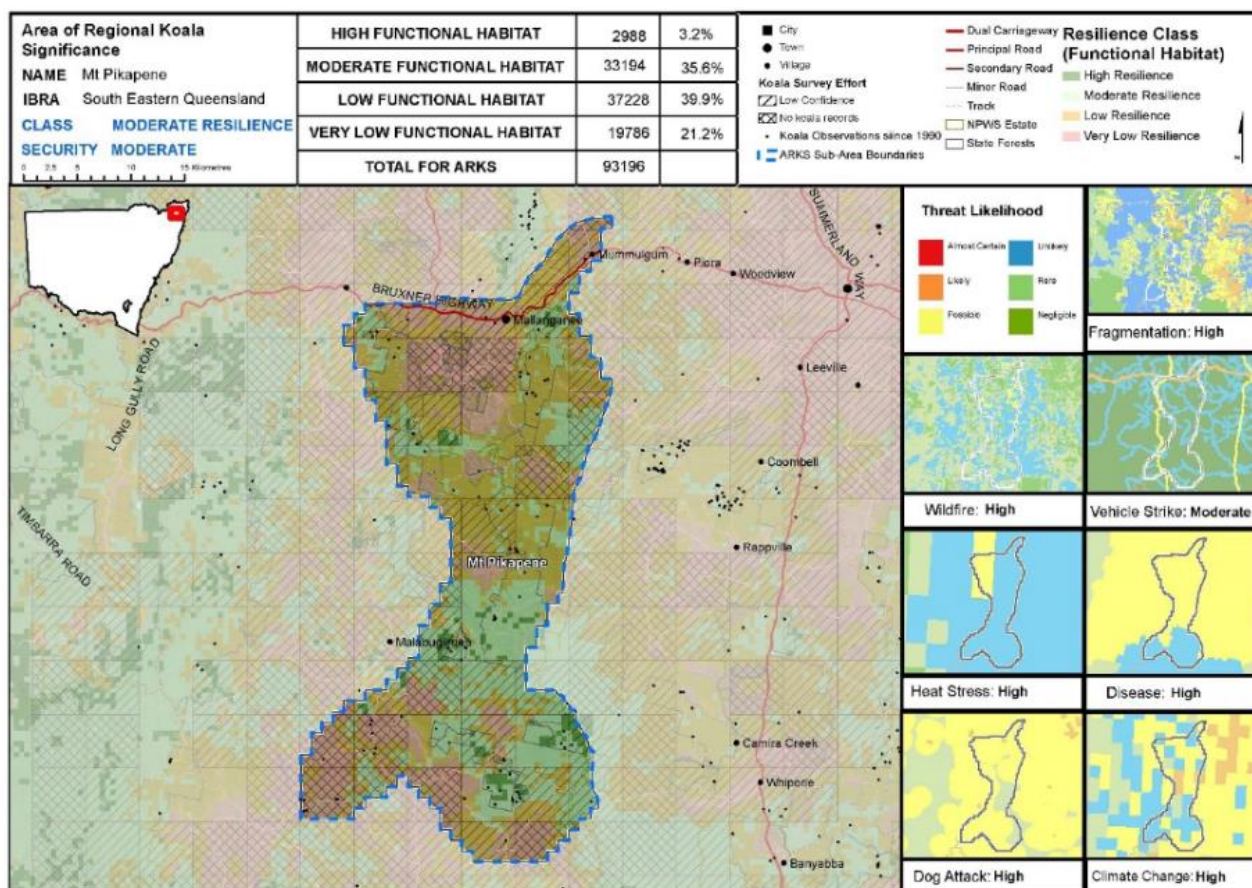 Area of Regional Koala
Significance
NAME Mt Pikapene
IBRA South Eastern Queensland
CLASS MODERATE RESILIENCE
SECURITY MODERATE
0 2.5 5 10 15 Kilometres
HIGH FUNCTIONAL HABITAT 2988 3.2%
MODERATE FUNCTIONAL HABITAT 33194 35.6%
LOW FUNCTIONAL HABITAT 37228 39.9%
VERY LOW FUNCTIONAL HABITAT 19786 21.2%
TOTAL FOR ARKS 93196
City
Town
Village
Koala Survey Effort
Low Confidence
No koala records
Koala Observations since 1990
ARKS Sub-Area Boundaries
Dual Carriageway
Principal Road
Secondary Road
Minor Road
Track
NPWS Estate
State Forests
Resilience Class
(Functional Habitat)
High Resilience
Moderate Resilience
Low Resilience
Very Low Resilience
SUMMERLAND WAY
Mummulgum
Piora
Woodview
BRUXNER HIGHWAY
Mallanganee
LONG GULLY ROAD
Leeville
Coombell
TIMBARRA ROAD
Rappville
Mt Pikapene
Camira Creek
Whiporie
Banyabba
Threat Likelihood
Almost Certain
Unlikely
Likely
Rare
Possible
Negligible
Fragmentation: High
Wildfire: High
Vehicle Strike: Moderate
Heat Stress: High
Disease: High
Dog Attack: High
Climate Change: High